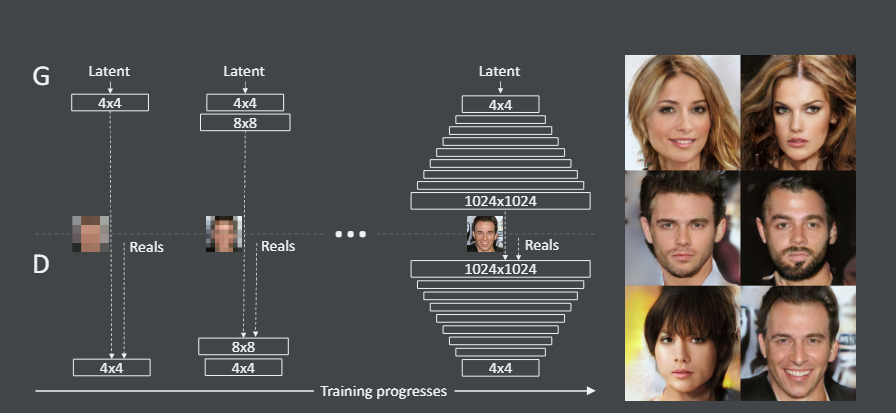 G
Latent
Latent
Latent
4x4
4x4
4x4
8x8
1024x1024
Reals
Reals
Reals
D
1024x1024
8x8
4x4
4x4
4x4
Training progresses